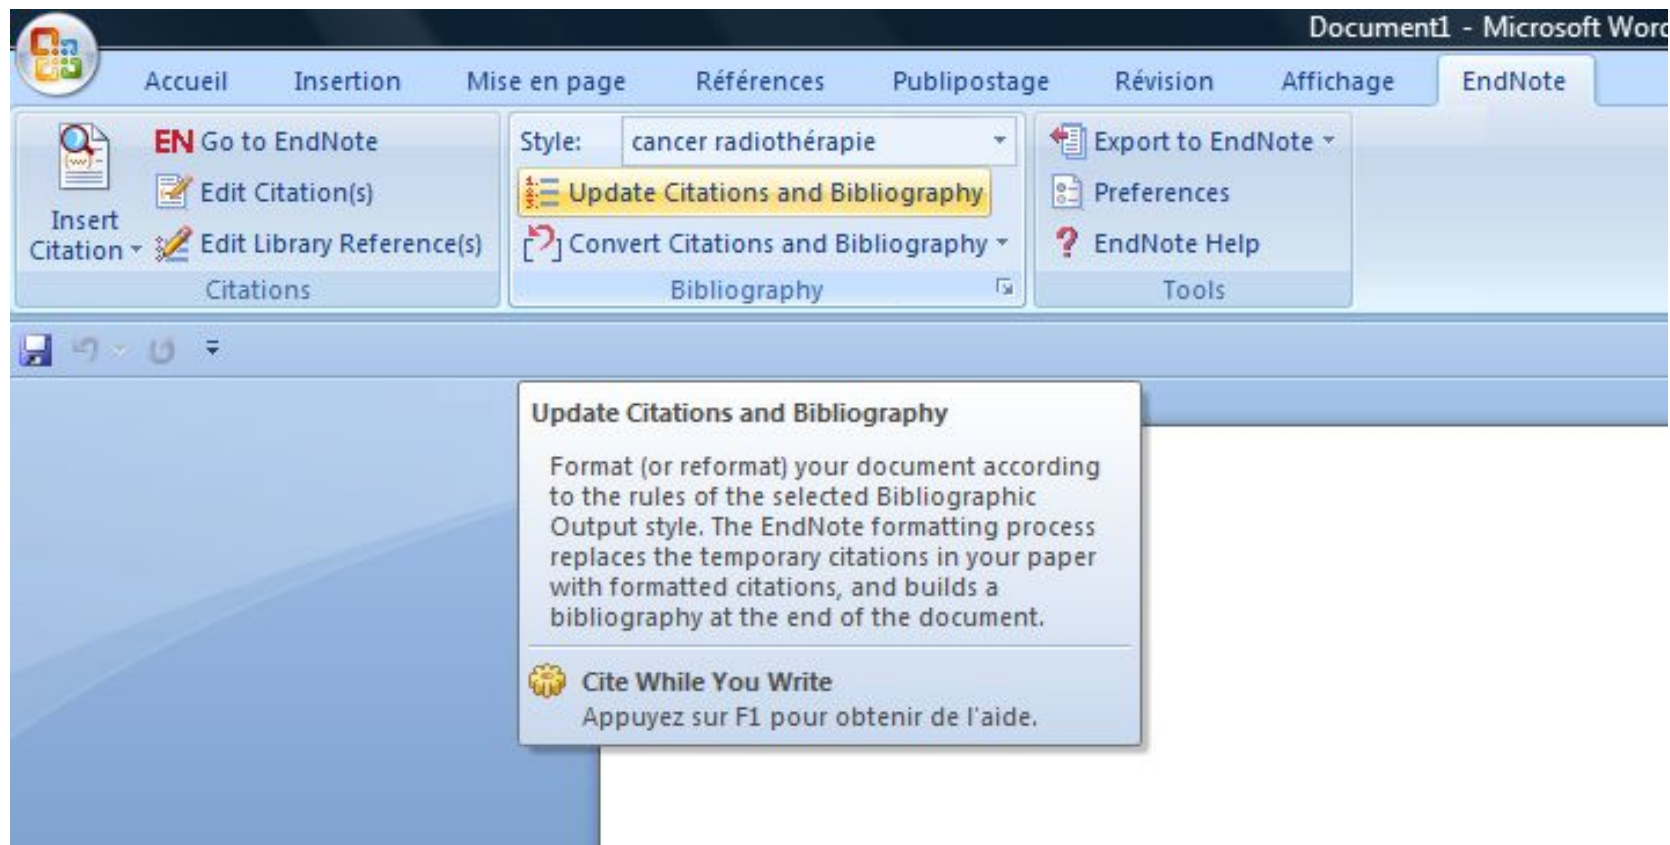 Document1 - Microsoft Word
Accueil Insertion Mise en page Références Publipostage Révision Affichage EndNote
Insert
Citation
EN Go to EndNote
Edit Citation(s)
Edit Library Reference(s)
Citations
Style: cancer radiothérapie
Update Citations and Bibliography
Convert Citations and Bibliography
Bibliography
Export to EndNote
Preferences
EndNote Help
Tools
Update Citations and Bibliography
Format (or reformat) your document according
to the rules of the selected Bibliographic
Output style. The EndNote formatting process
replaces the temporary citations in your paper
with formatted citations, and builds a
bibliography at the end of the document.
Cite While You Write
Appuyez sur F1 pour obtenir de l'aide.